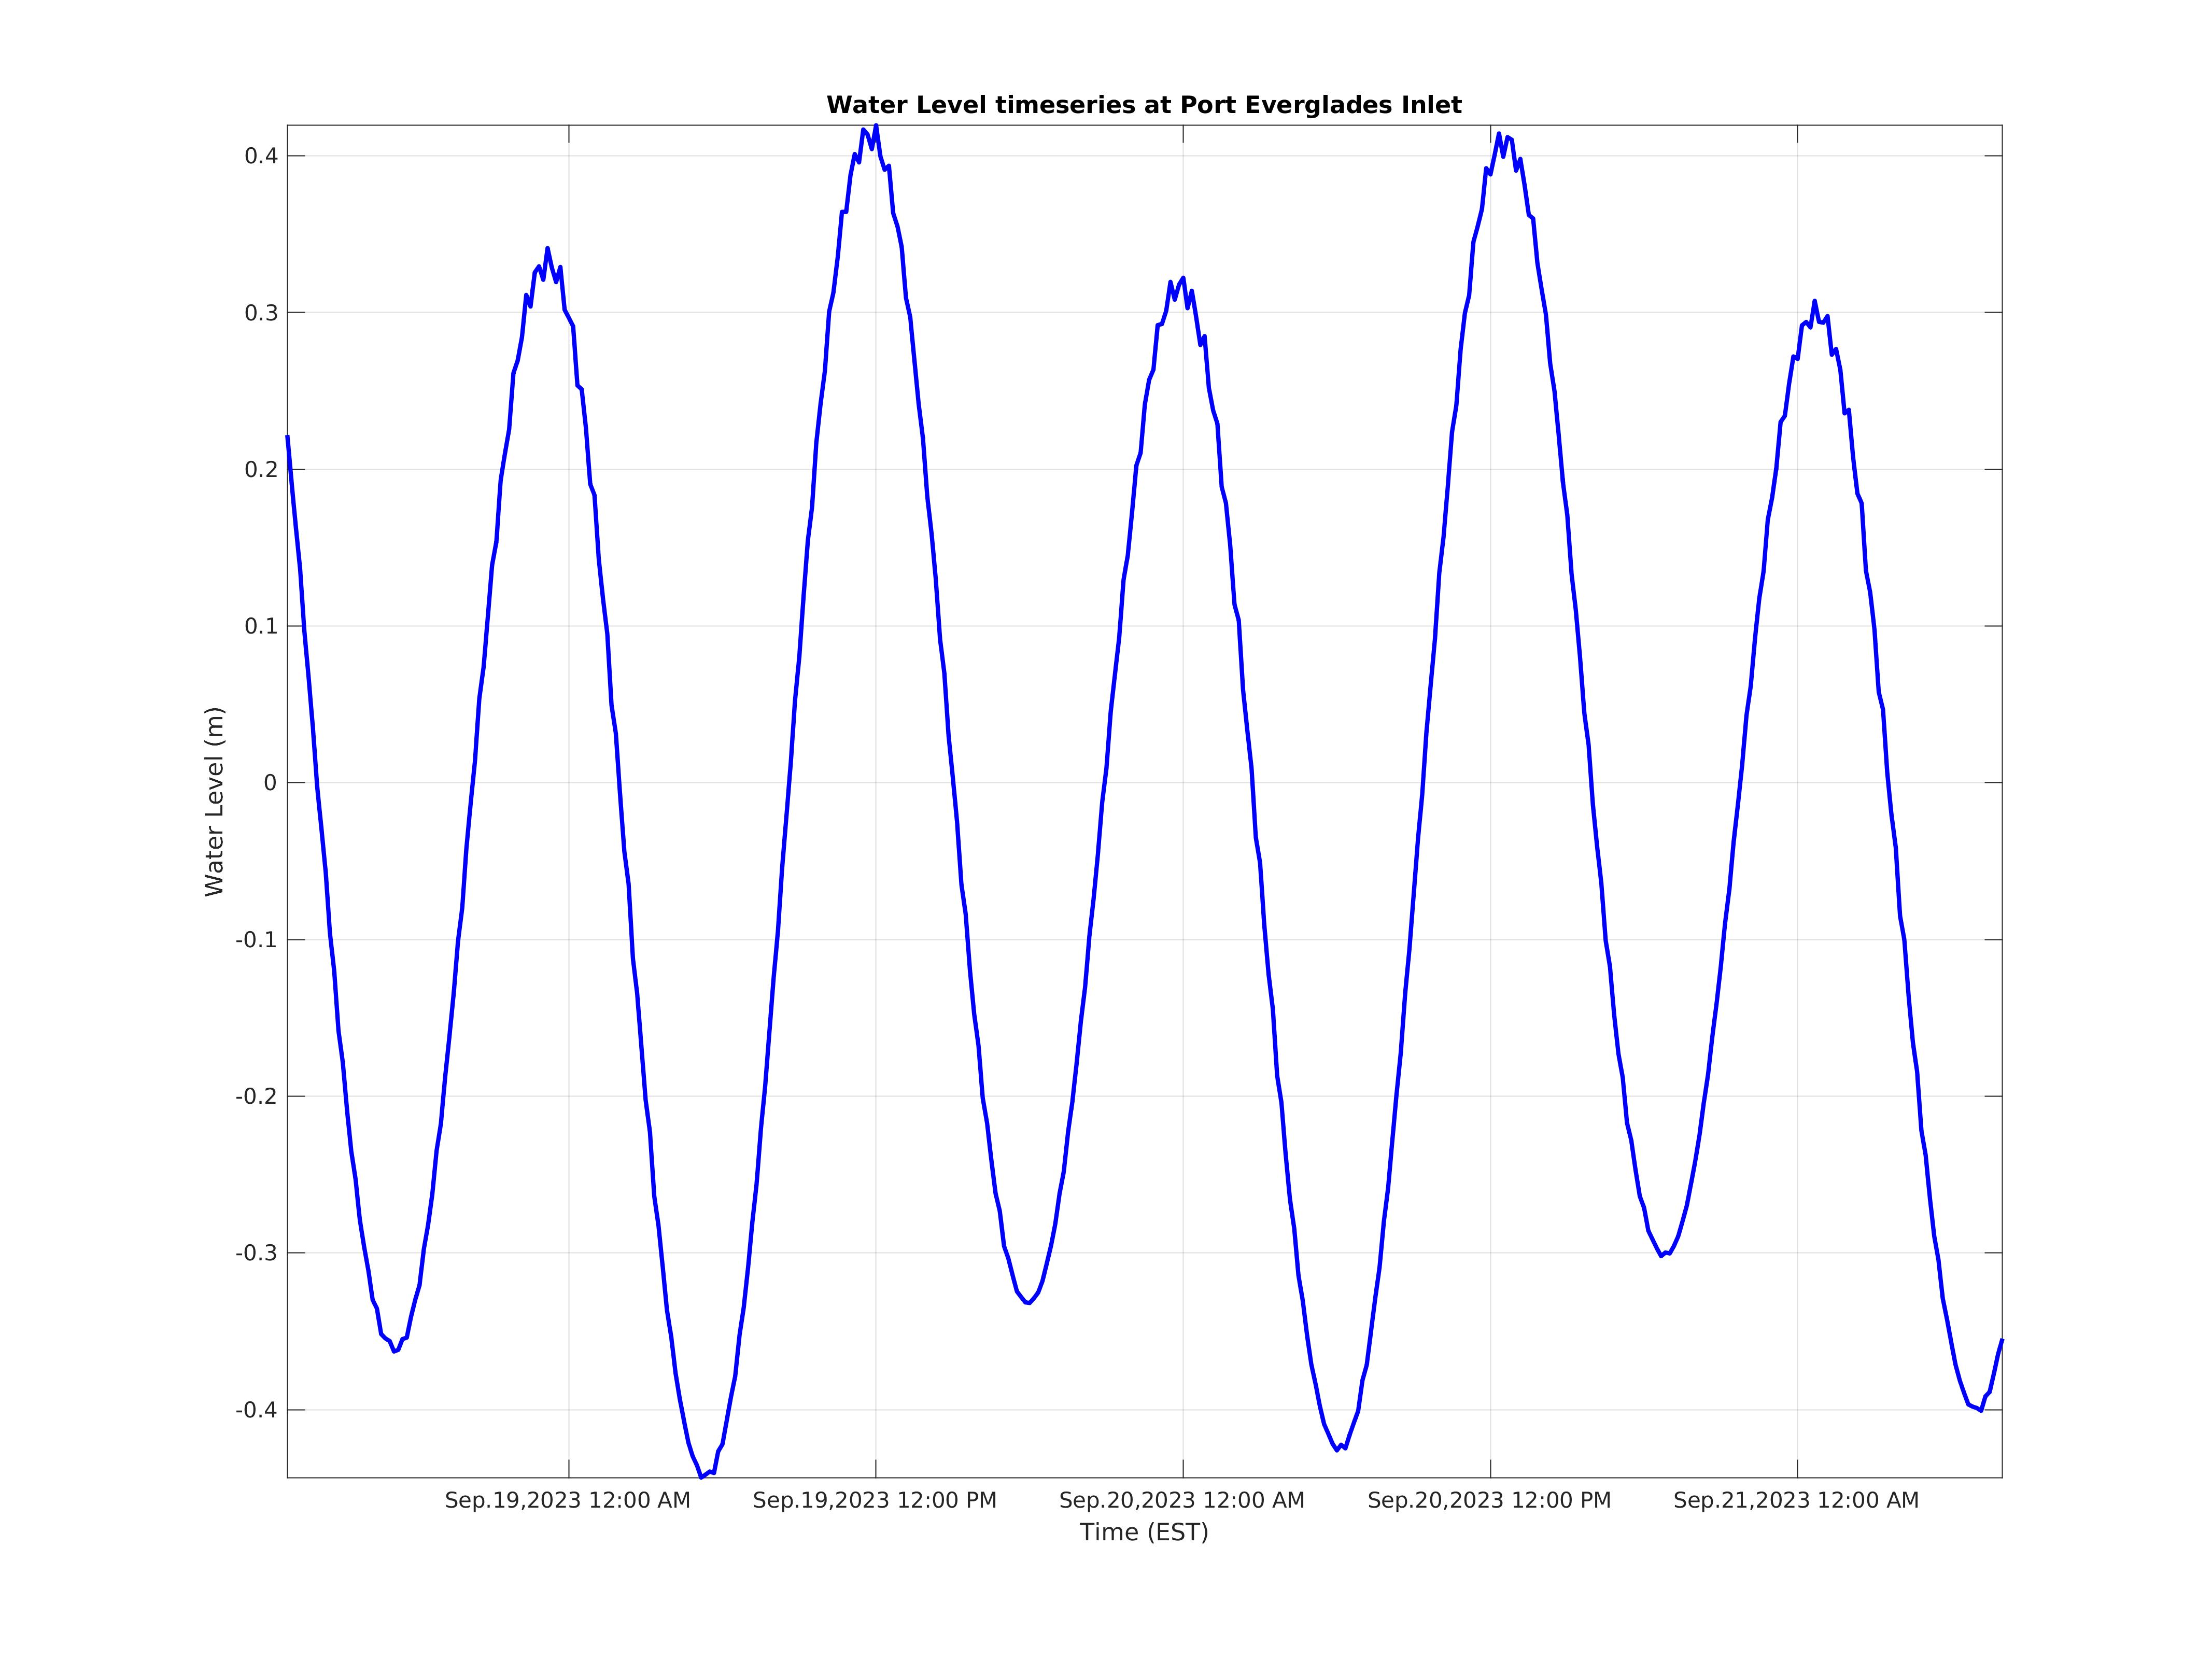 Water Level timeseries at Port Everglades Inlet
0.4
0.3
0.2
0.1
0
-0.1
-0.2
-0.3
-0.4
Water Level (m)
Sep.19,2023 12:00 AM Sep.19,2023 12:00 PM Sep.20,2023 12:00 AM Sep.20,2023 12:00 PM Sep.21,2023 12:00 AM
Time (EST)